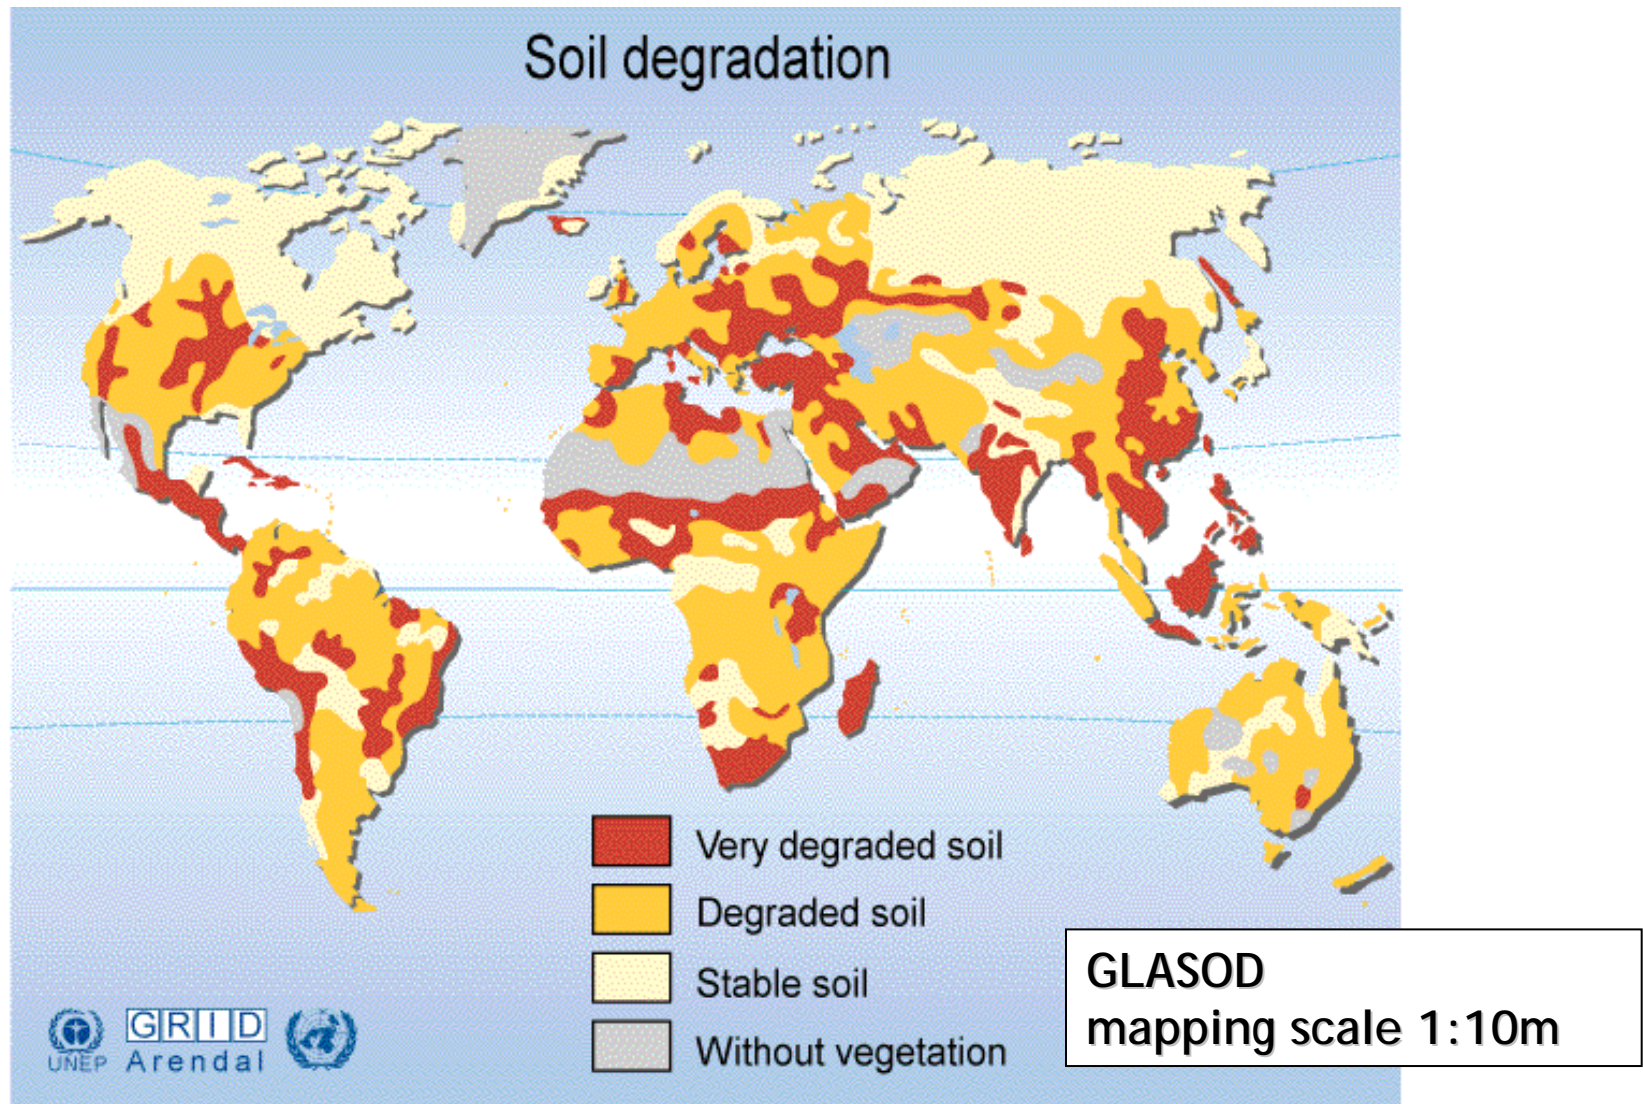 Soil degradation
Very degraded soil
Degraded soil
Stable soil
Without vegetation
GLASOD
mapping scale 1:10m
UNEP
GRID
Arendal